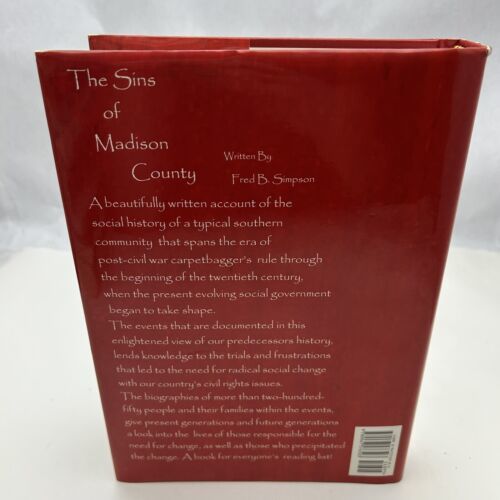 The Sins
of
Madison
County
Written By
Fred B. Simpson
A beautifully written account of the
social history of a typical southern
community that spans the era of
post-civil war carpetbagger's rule through
the beginning of the twentieth century,
when the present evolving social government
began to take shape.
The events that are documented in this
enlightened view of our predecessors history,
lends knowledge to the trials and frustrations
that led to the need for radical social change
with our country's civil rights issues.
The biographies of more than two-hundred-
fifty people and their families within the events,
give present generations and future generations
a look into the lives of those responsible for the
need for change, as well as those who precipitated
the change. A book for everyone's reading list!